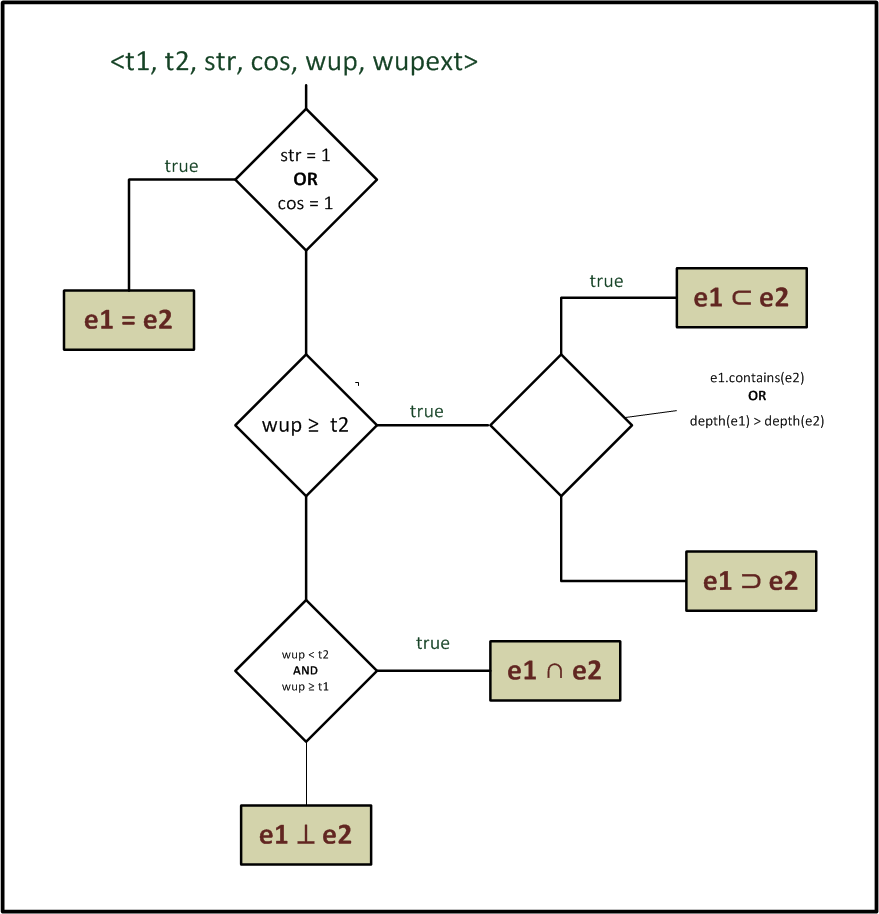 <t1, t2, str, cos, wup, wupext>
str = 1
OR
cos = 1
true
e1 = e2
wup ≥ t2
true
true
e1 ⊂ e2
e1.contains(e2)
OR
depth(e1) > depth(e2)
e1 ⊃ e2
wup < t2
AND
wup ≥ t1
true
e1 ∩ e2
e1 ⊥ e2